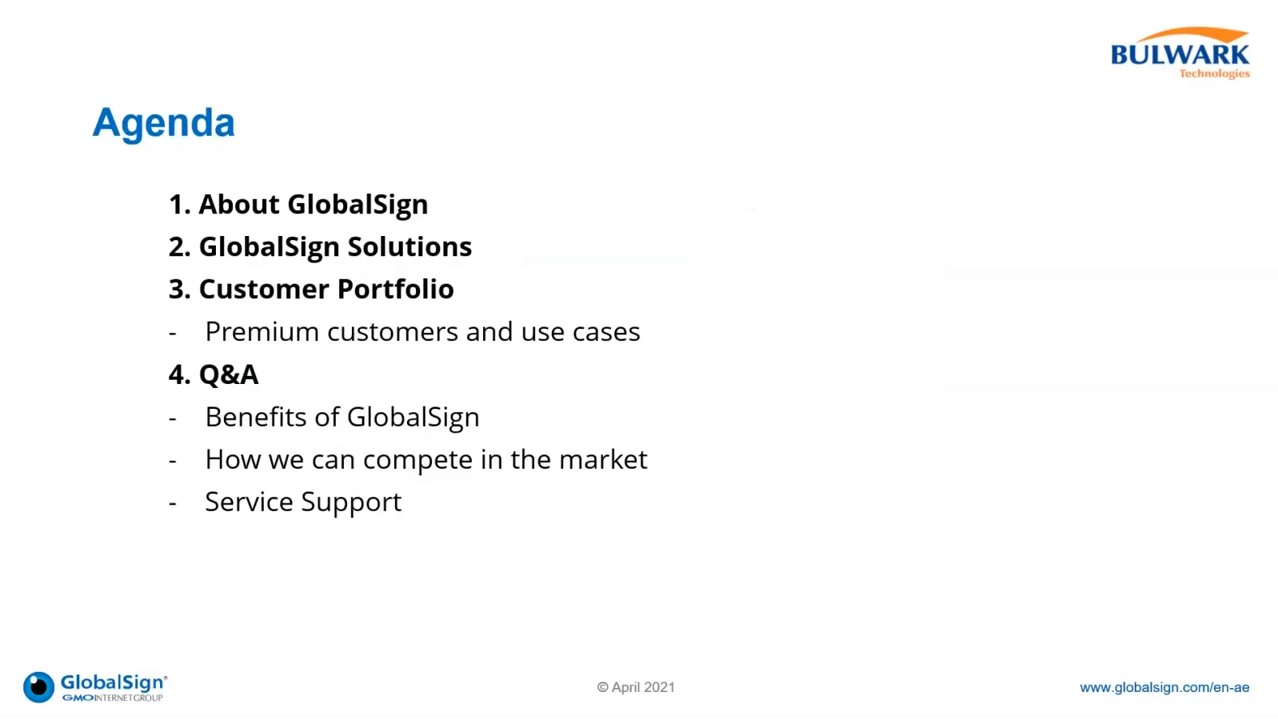 BULWARK
Technologies
Agenda
1. About GlobalSign
2. GlobalSign Solutions
3. Customer Portfolio
- Premium customers and use cases
4. Q&A
- Benefits of GlobalSign
- How we can compete in the market
- Service Support
GlobalSign®
GMO INTERNET GROUP
© April 2021
www.globalsign.com/en-ae